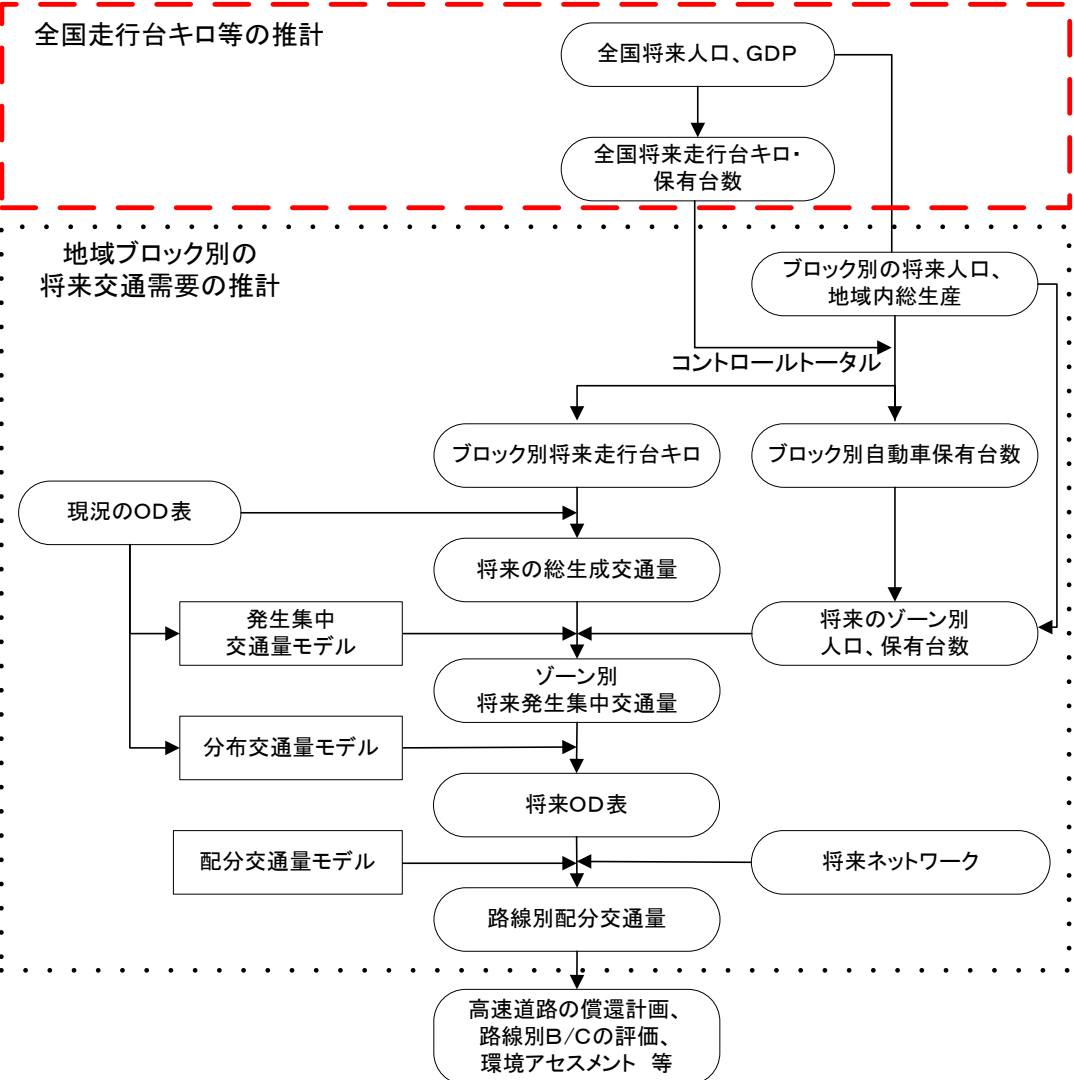 全国走行台キロ等の推計
全国将来人口、GDP
全国将来走行台キロ・
保有台数
地域ブロック別の
将来交通需要の推計
ブロック別の将来人口、
地域内総生産
コントロールトータル
ブロック別将来走行台キロ
ブロック別自動車保有台数
現況のOD表
将来の総生成交通量
発生集中
交通量モデル
将来のゾーン別
人口、保有台数
ゾーン別
将来発生集中交通量
分布交通量モデル
将来OD表
配分交通量モデル
将来ネットワーク
路線別配分交通量
高速道路の償還計画、
路線別B/Cの評価、
環境アセスメント 等